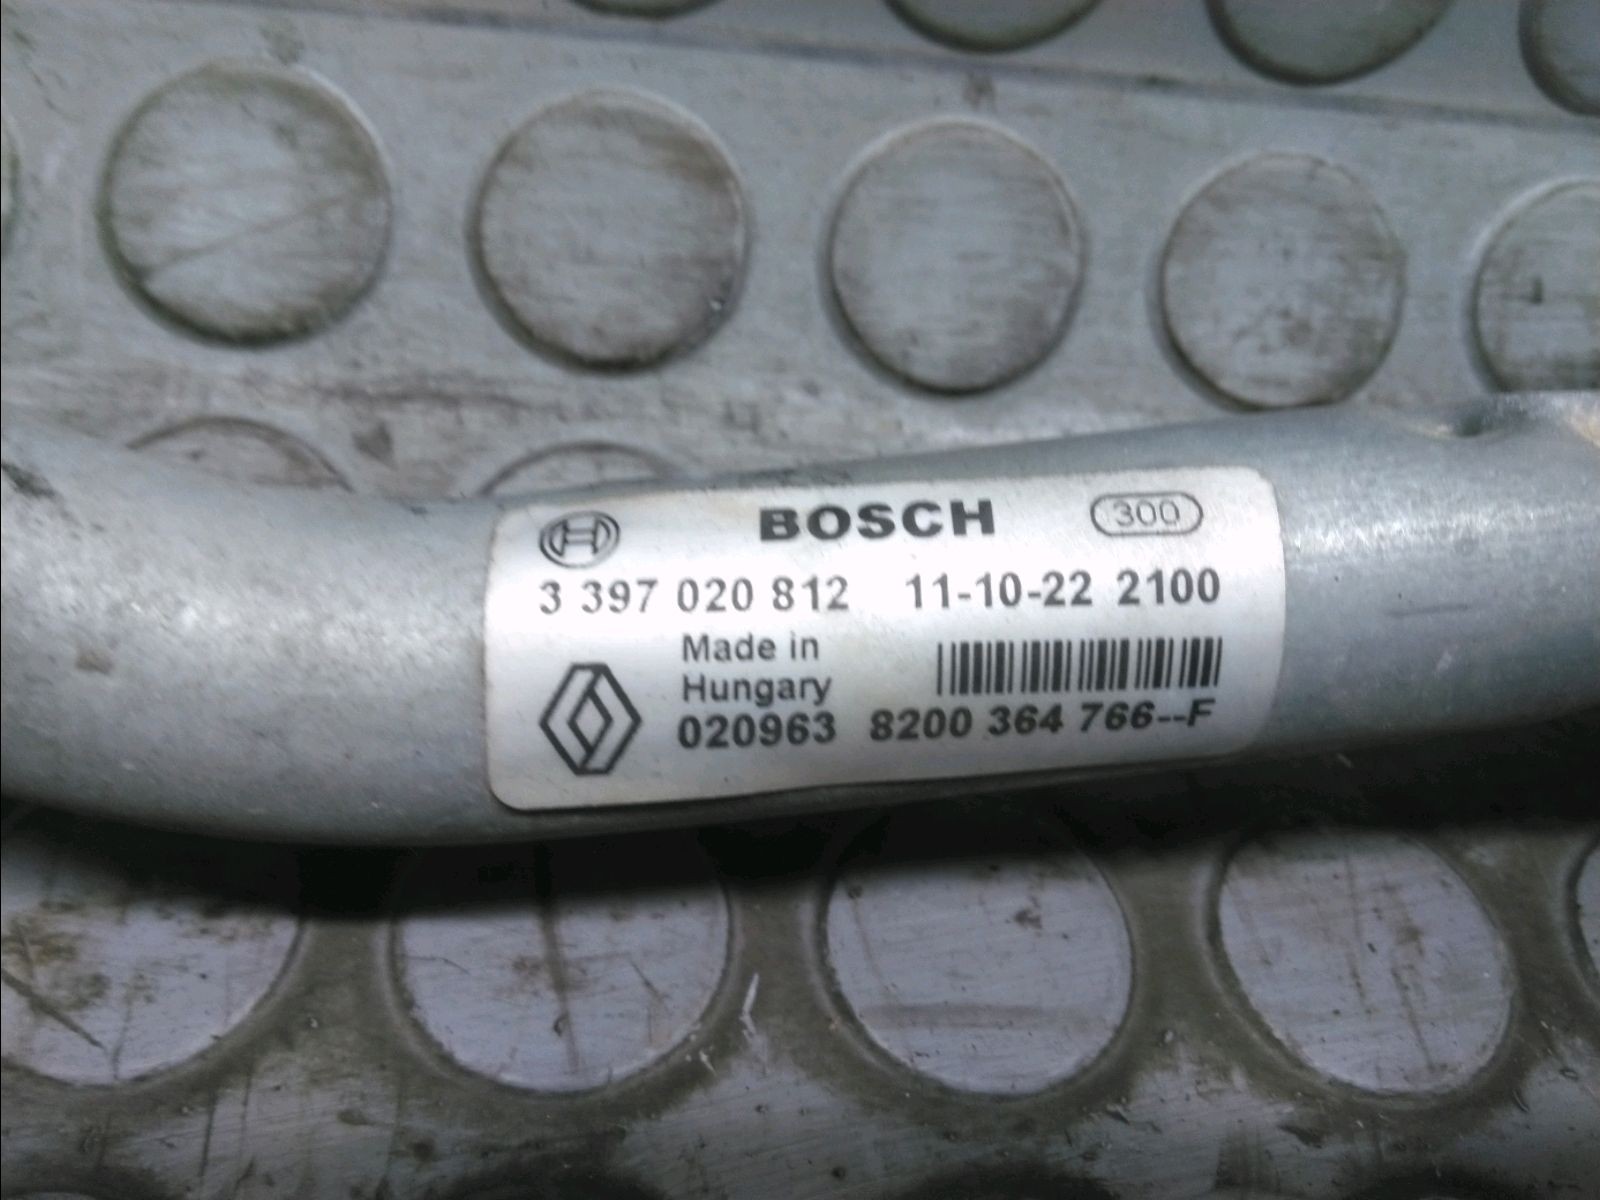 BOSCH 300
3 397 020 812 11-10-22 2100
Made in
Hungary
020963 8200 364 766--F